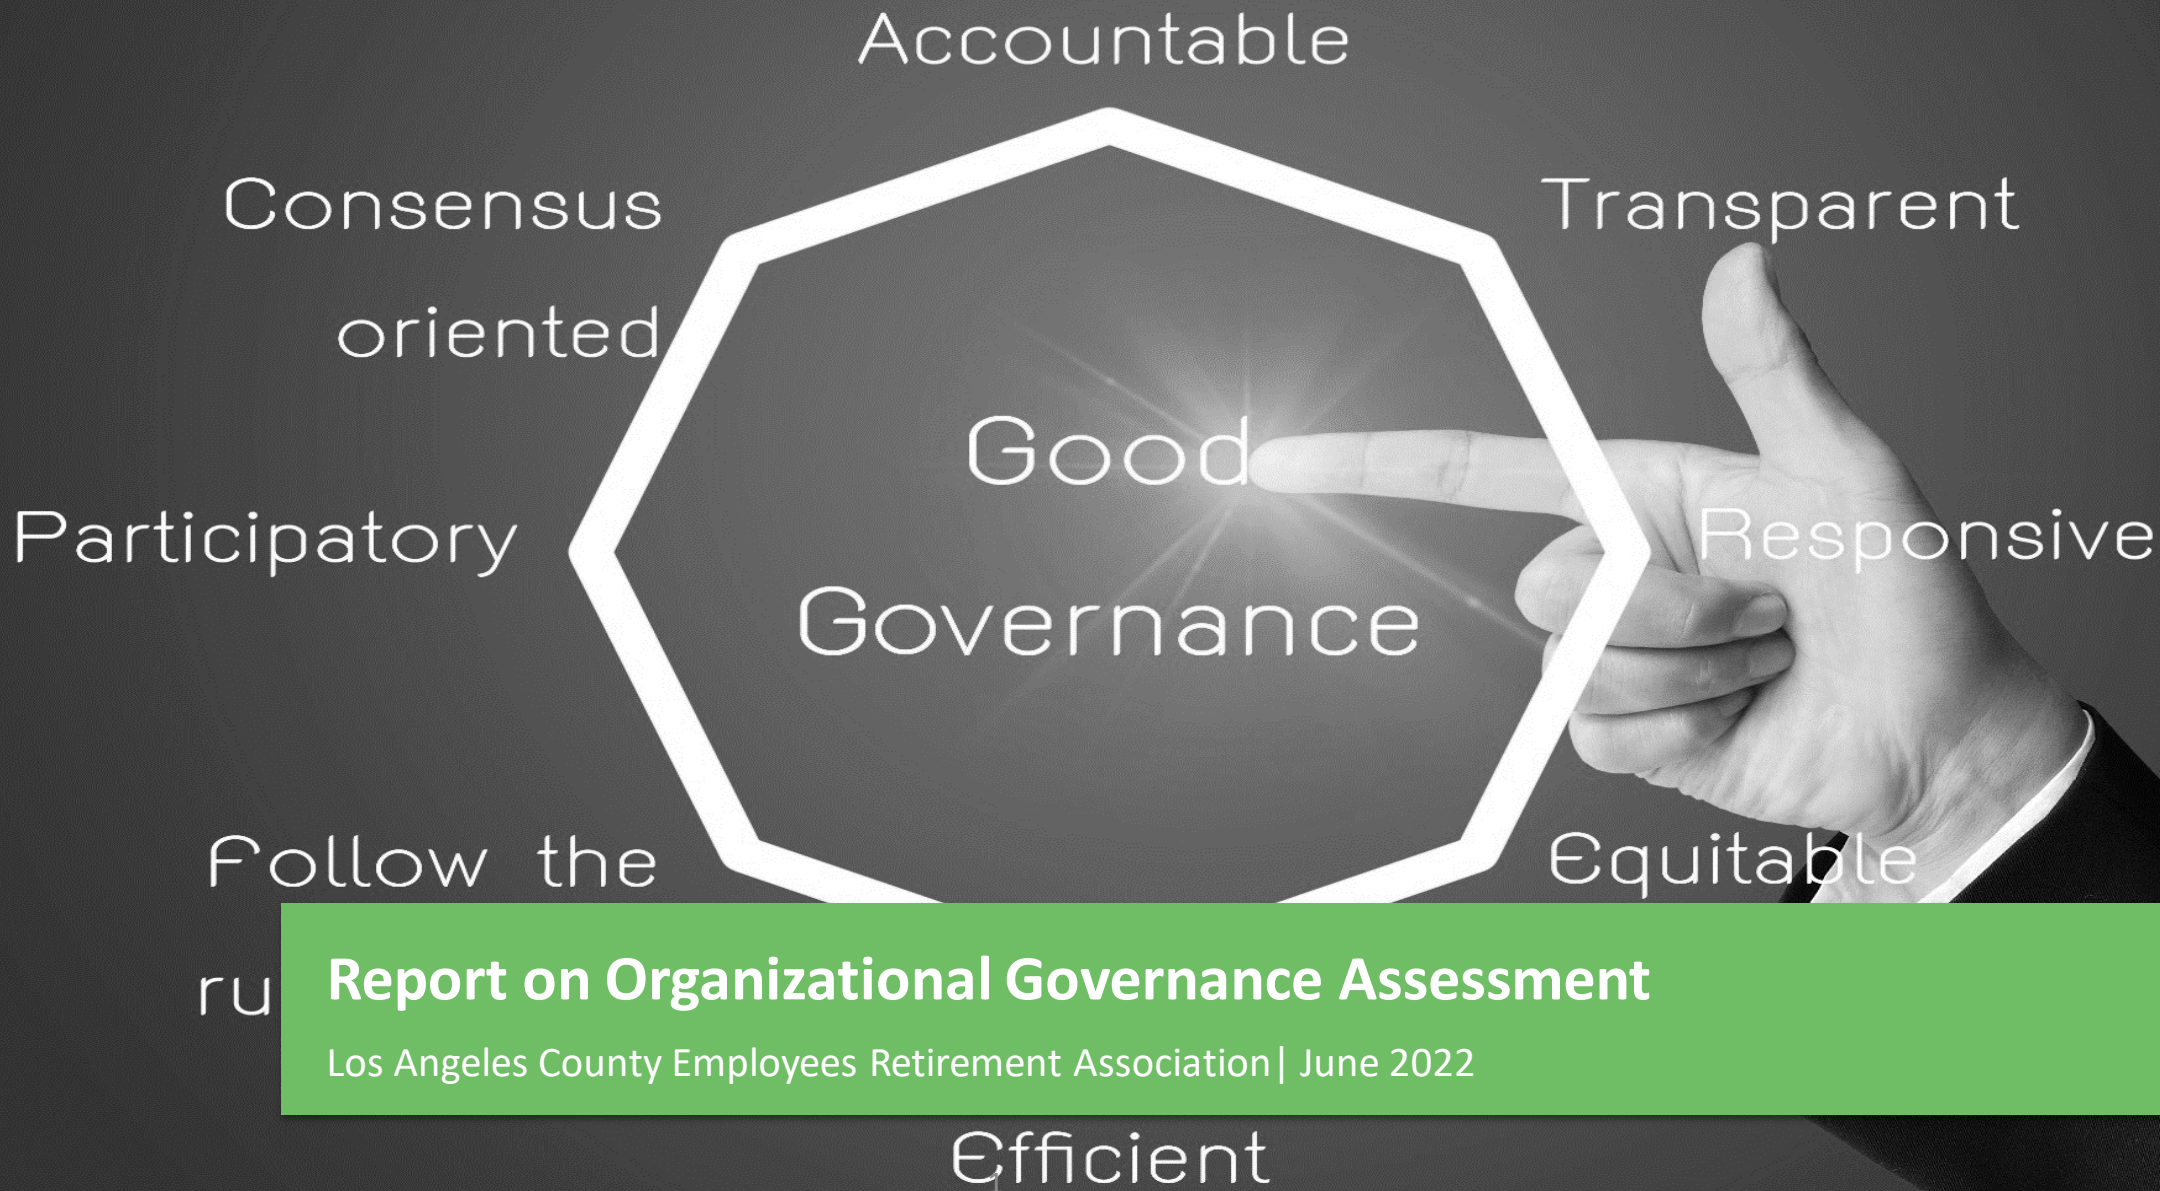 Accountable
Consensus
oriented
Transparent
Good
Governance
Participatory
Responsive
Follow the
Equitable
ru
Report on Organizational Governance Assessment
Los Angeles County Employees Retirement Association| June 2022
Efficient
1